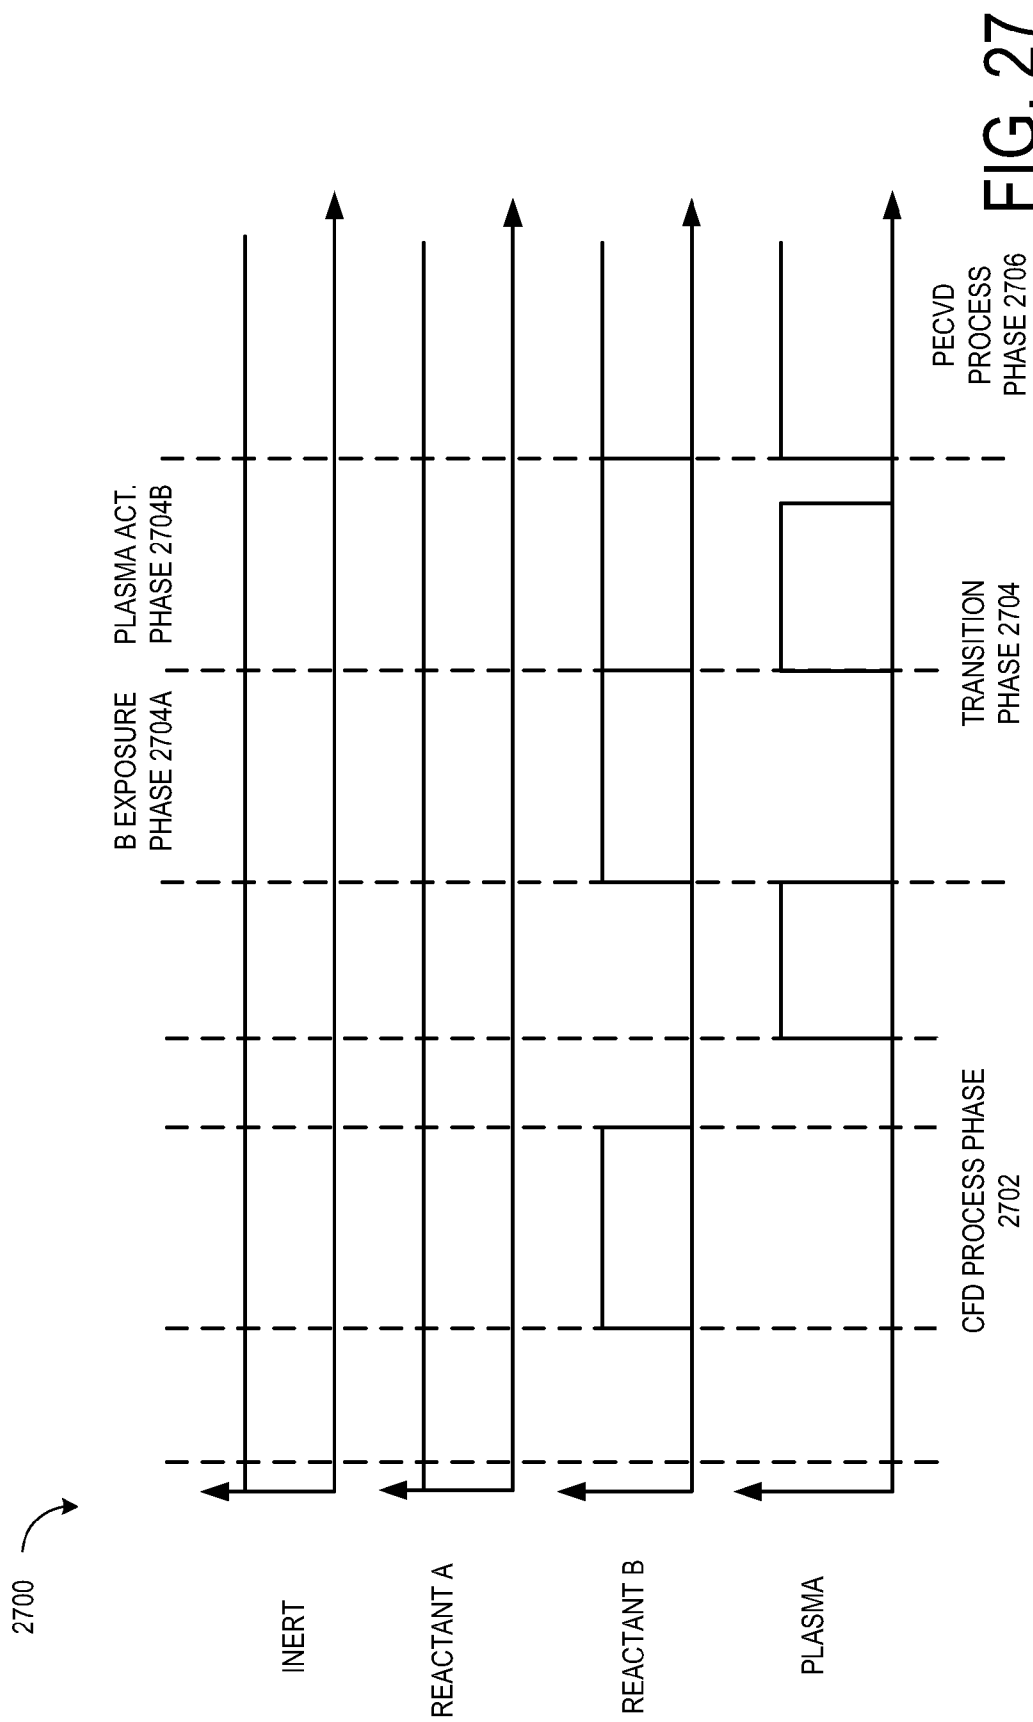 2700
B EXPOSURE
PHASE 2704A
PLASMA ACT.
PHASE 2704B
INERT
REACTANT A
REACTANT B
PLASMA
CFD PROCESS PHASE
2702
TRANSITION
PHASE 2704
PECVD
PROCESS
PHASE 2706
FIG. 27